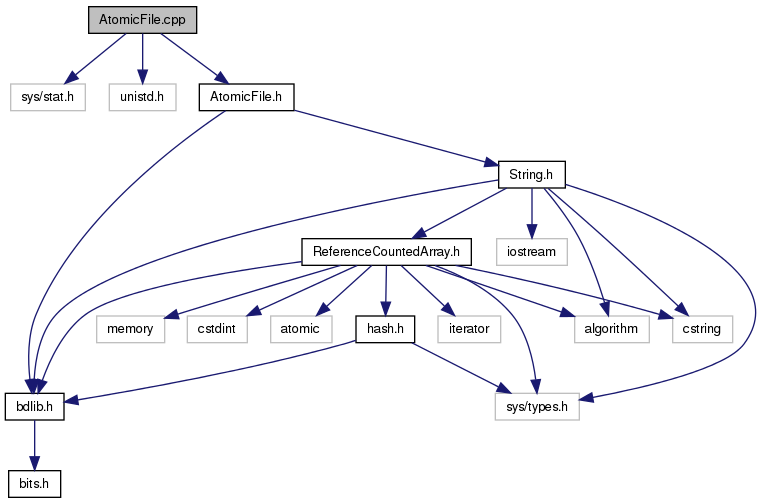 AtomicFile.cpp
sys/stat.h
unistd.h
AtomicFile.h
String.h
ReferenceCountedArray.h
iostream
memory
cstdint
atomic
hash.h
iterator
algorithm
cstring
bdlib.h
sys/types.h
bits.h